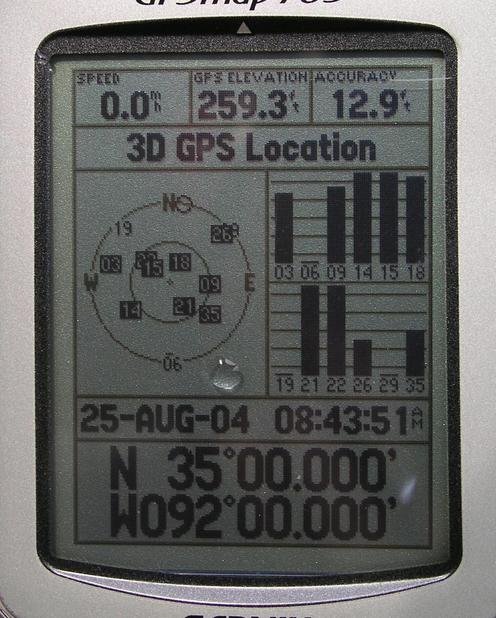 SPEED GPS ELEVATION ACCURACY
0.0 mh 259.3 ft 12.9 ft
3D GPS Location
N
19 26
03 22 15 18
W 09 E
14 21 35
06
03 06 09 14 15 18
19 21 22 26 29 35
25-AUG-04 08:43:51 AM
N 35°00.000'
W092°00.000'